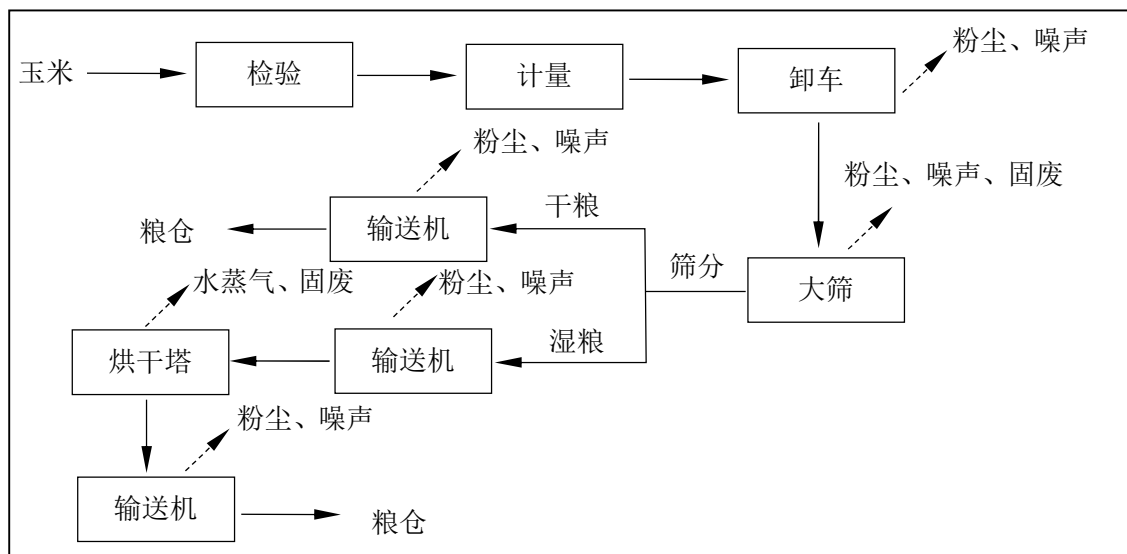 玉米
检验
计量
卸车
粉尘、噪声
粉尘、噪声
粉尘、噪声、固废
粮仓
输送机
干粮
筛分
大筛
水蒸气、固废
粉尘、噪声
湿粮
烘干塔
输送机
粉尘、噪声
输送机
粮仓